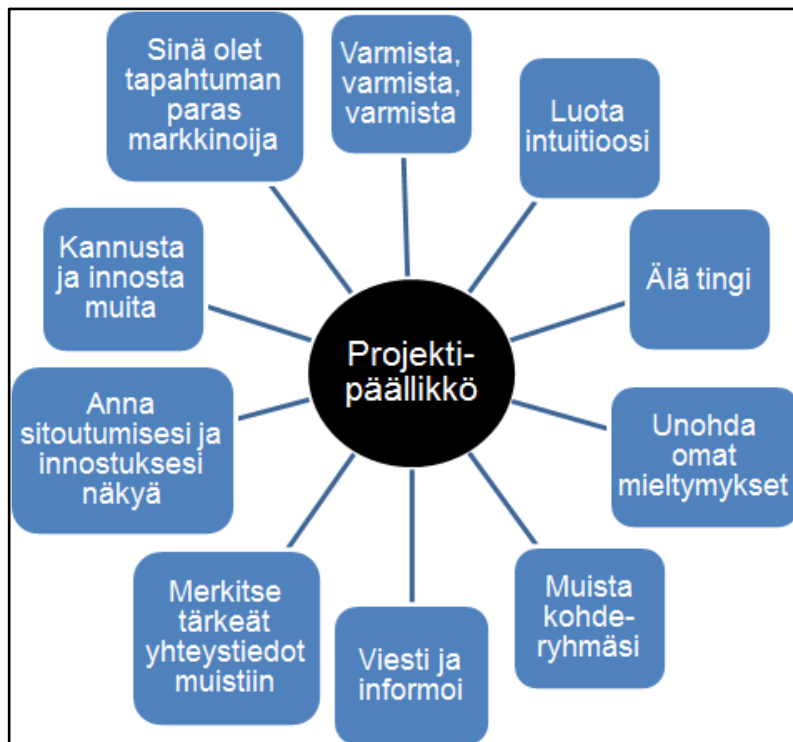 Sinä olet
tapahtuman
paras
markkinoija
Varmista,
varmista,
varmista
Luota
intuitioosi
Älä tingi
Unohda
omat
mieltymykset
Muista
kohde-
ryhmäsi
Viesti ja
informoi
Merkitse
tärkeät
yhteystiedot
muistiin
Anna
sitoutumisesi ja
innostuksesi
näkyä
Kannusta
ja innosta
muita
Projekti-
päällikkö